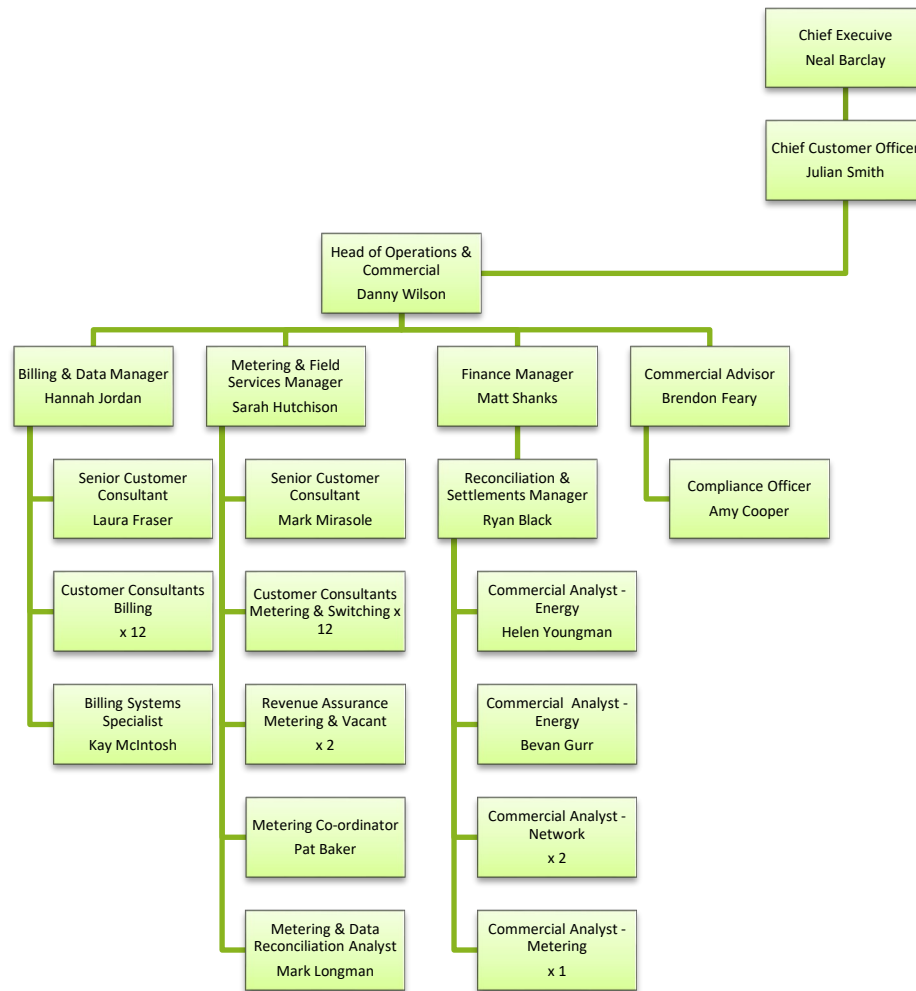 Chief Execuive
Neal Barclay
Chief Customer Officer
Julian Smith
Head of Operations &
Commercial
Danny Wilson
Billing & Data Manager
Hannah Jordan
Metering & Field
Services Manager
Sarah Hutchison
Finance Manager
Matt Shanks
Commercial Advisor
Brendon Feary
Senior Customer
Consultant
Laura Fraser
Senior Customer
Consultant
Mark Mirasole
Reconciliation &
Settlements Manager
Ryan Black
Compliance Officer
Amy Cooper
Customer Consultants
Billing
x 12
Customer Consultants
Metering & Switching x
12
Commercial Analyst -
Energy
Helen Youngman
Billing Systems
Specialist
Kay McIntosh
Revenue Assurance
Metering & Vacant
x 2
Commercial Analyst -
Energy
Bevan Gurr
Metering Co-ordinator
Pat Baker
Commercial Analyst -
Network
x 2
Metering & Data
Reconciliation Analyst
Mark Longman
Commercial Analyst -
Metering
x 1